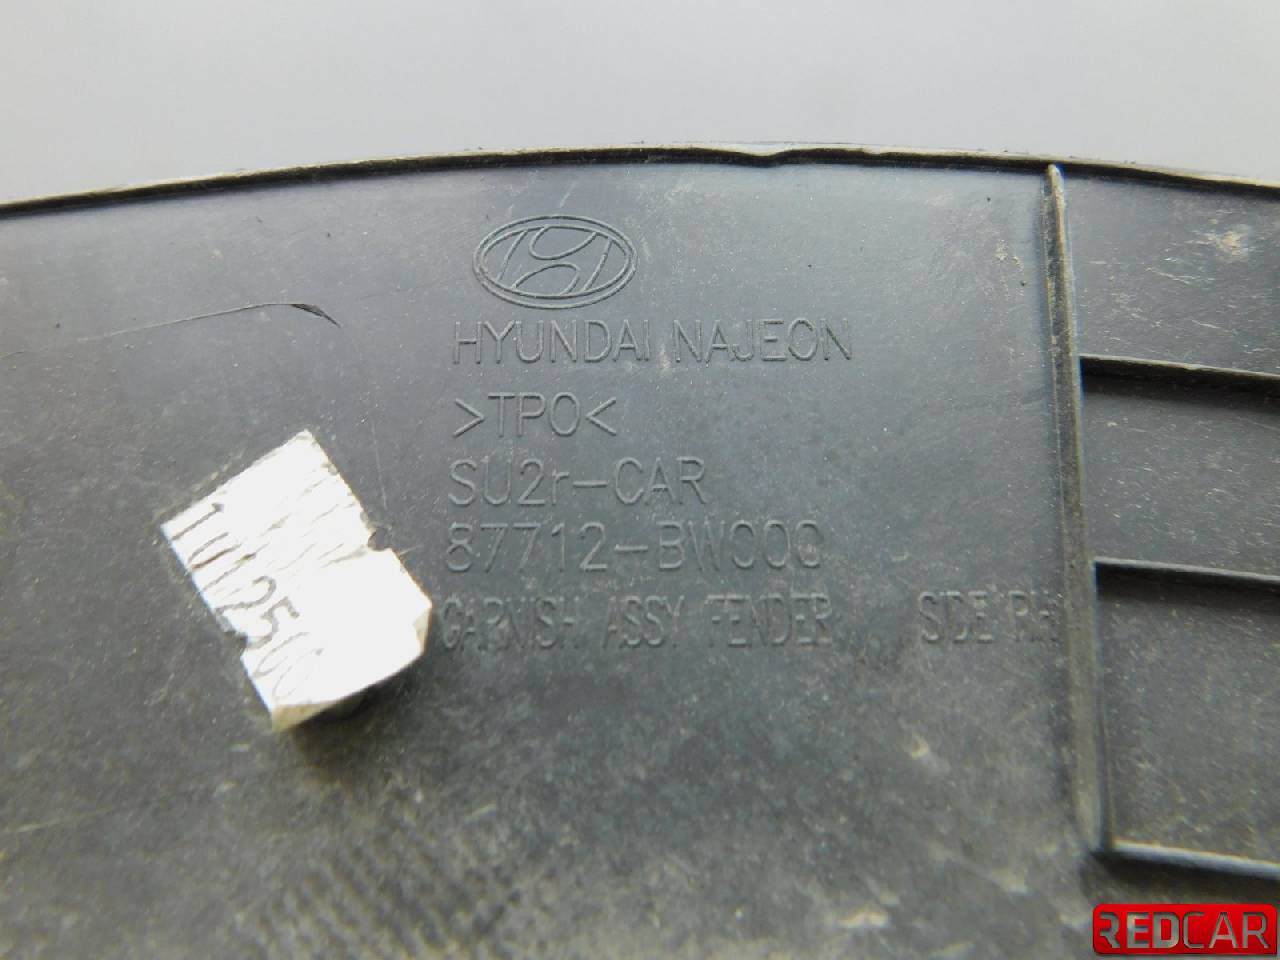 HYUNDAI NAJEON
>TPO<
SU2r-CAR
87712-BW000
GARNISH ASSY FENDER SIDE RH
REDCAR